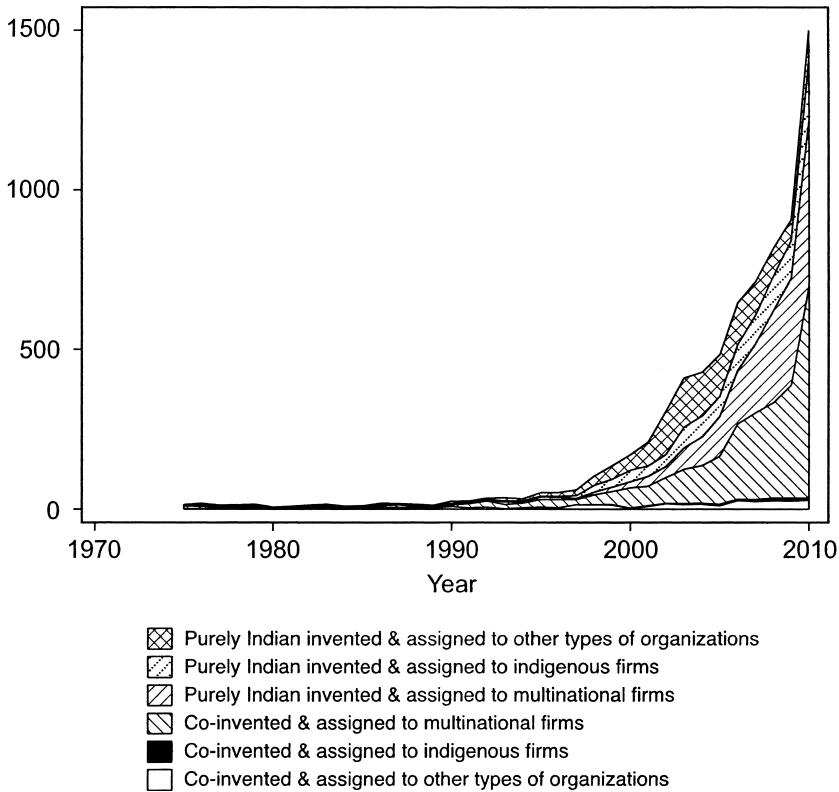 1500
1000
500
0
1970 1980 1990 2000 2010
Year
Purely Indian invented & assigned to other types of organizations
Purely Indian invented & assigned to indigenous firms
Purely Indian invented & assigned to multinational firms
Co-invented & assigned to multinational firms
Co-invented & assigned to indigenous firms
Co-invented & assigned to other types of organizations